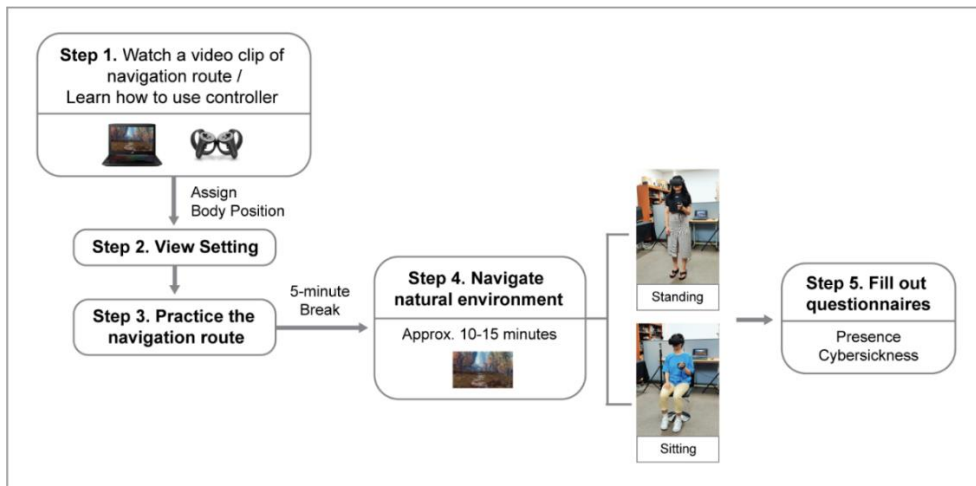 Step 1. Watch a video clip of
navigation route /
Learn how to use controller
Assign
Body Position
Step 2. View Setting
Step 3. Practice the
navigation route
5-minute
Break
Step 4. Navigate
natural environment
Approx. 10-15 minutes
Standing
Sitting
Step 5. Fill out
questionnaires
Presence
Cybersickness